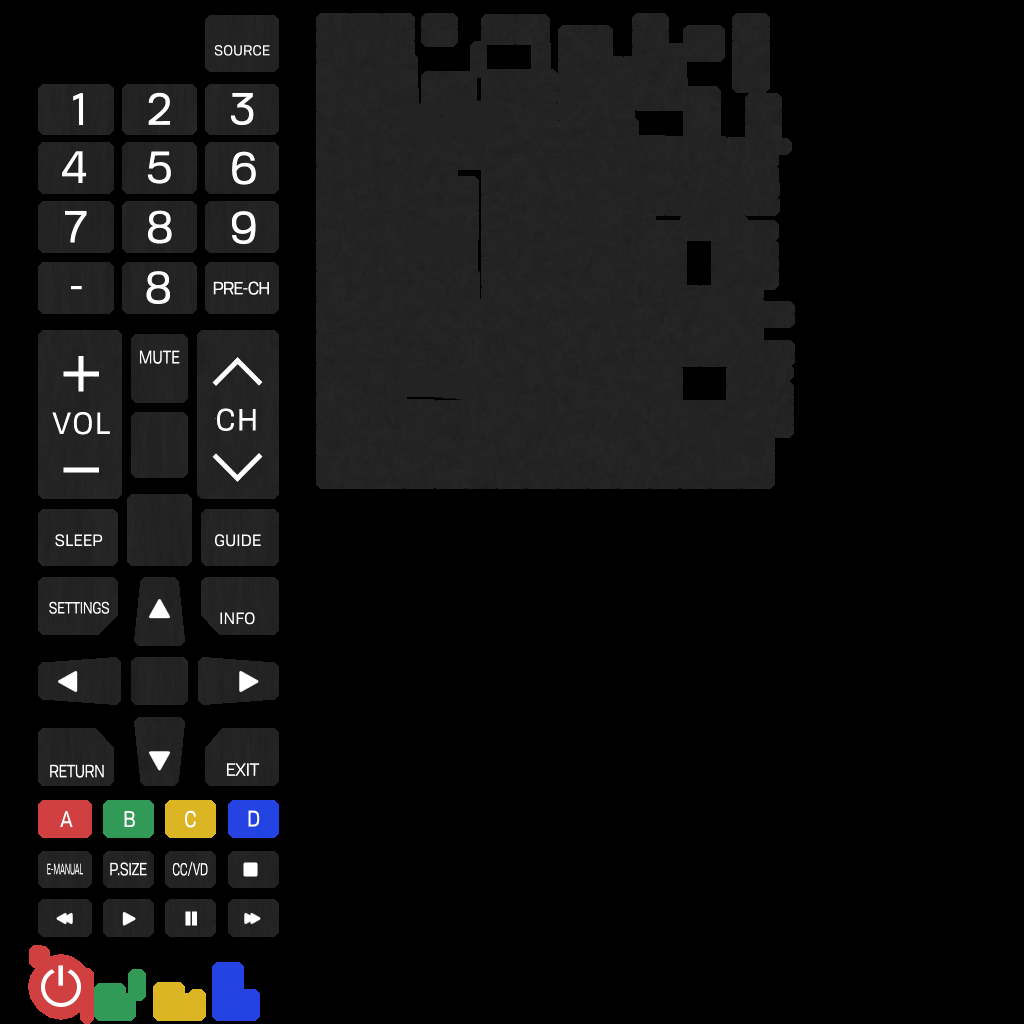 SOURCE
1 2 3
4 5 6
7 8 9
- 8 PRE-CH
+ MUTE
VOL CH
−
SLEEP GUIDE
SETTINGS INFO
RETURN EXIT
A B C D
E-MANUAL P.SIZE CC/VD